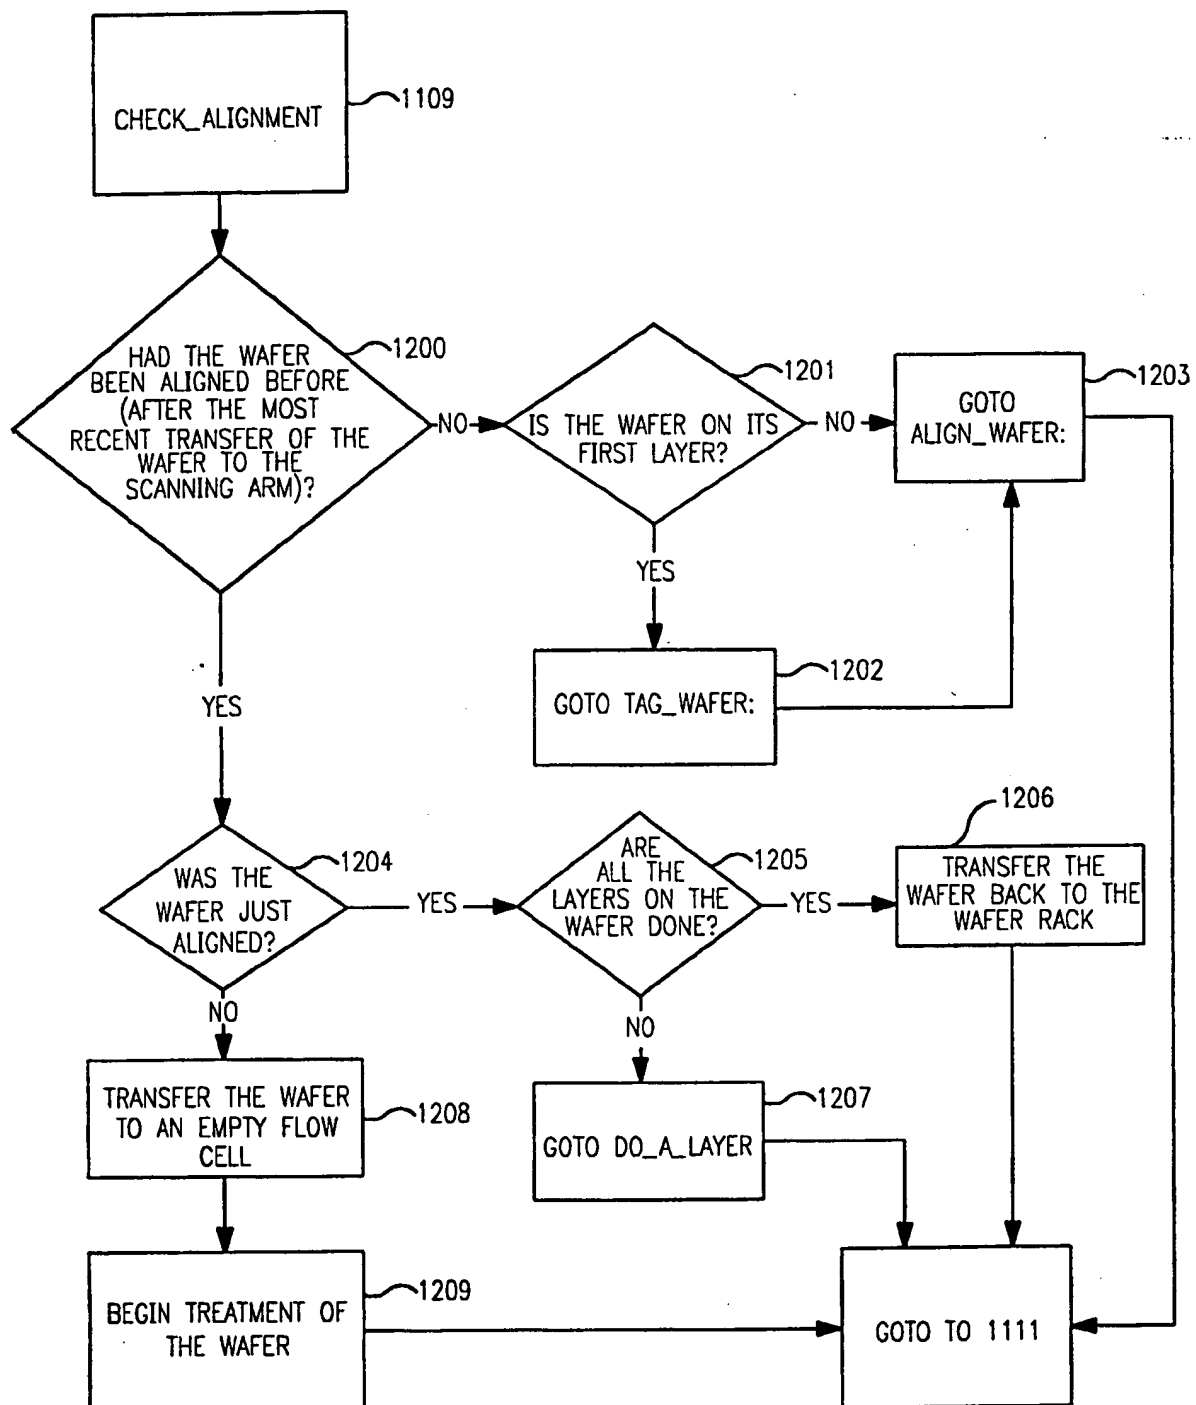 CHECK_ALIGNMENT
1109
HAD THE WAFER
BEEN ALIGNED BEFORE
(AFTER THE MOST
RECENT TRANSFER OF THE
WAFER TO THE
SCANNING ARM)?
1200
NO
IS THE WAFER ON ITS
FIRST LAYER?
1201
NO
GOTO
ALIGN_WAFER:
1203
YES
GOTO TAG_WAFER:
1202
YES
WAS THE
WAFER JUST
ALIGNED?
1204
YES
ARE
ALL THE
LAYERS ON THE
WAFER DONE?
1205
YES
TRANSFER THE
WAFER BACK TO THE
WAFER RACK
1206
NO
NO
TRANSFER THE WAFER
TO AN EMPTY FLOW
CELL
1208
GOTO DO_A_LAYER
1207
BEGIN TREATMENT OF
THE WAFER
1209
GOTO TO 1111